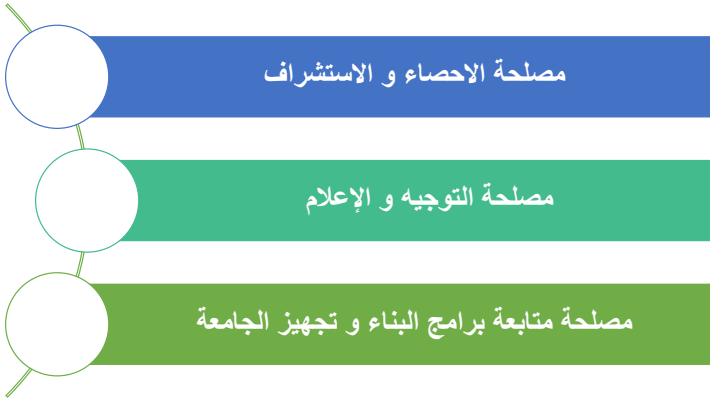 مصلحة الاحصاء و الاستشراف
مصلحة التوجيه و الإعلام
مصلحة متابعة برامج البناء و تجهيز الجامعة